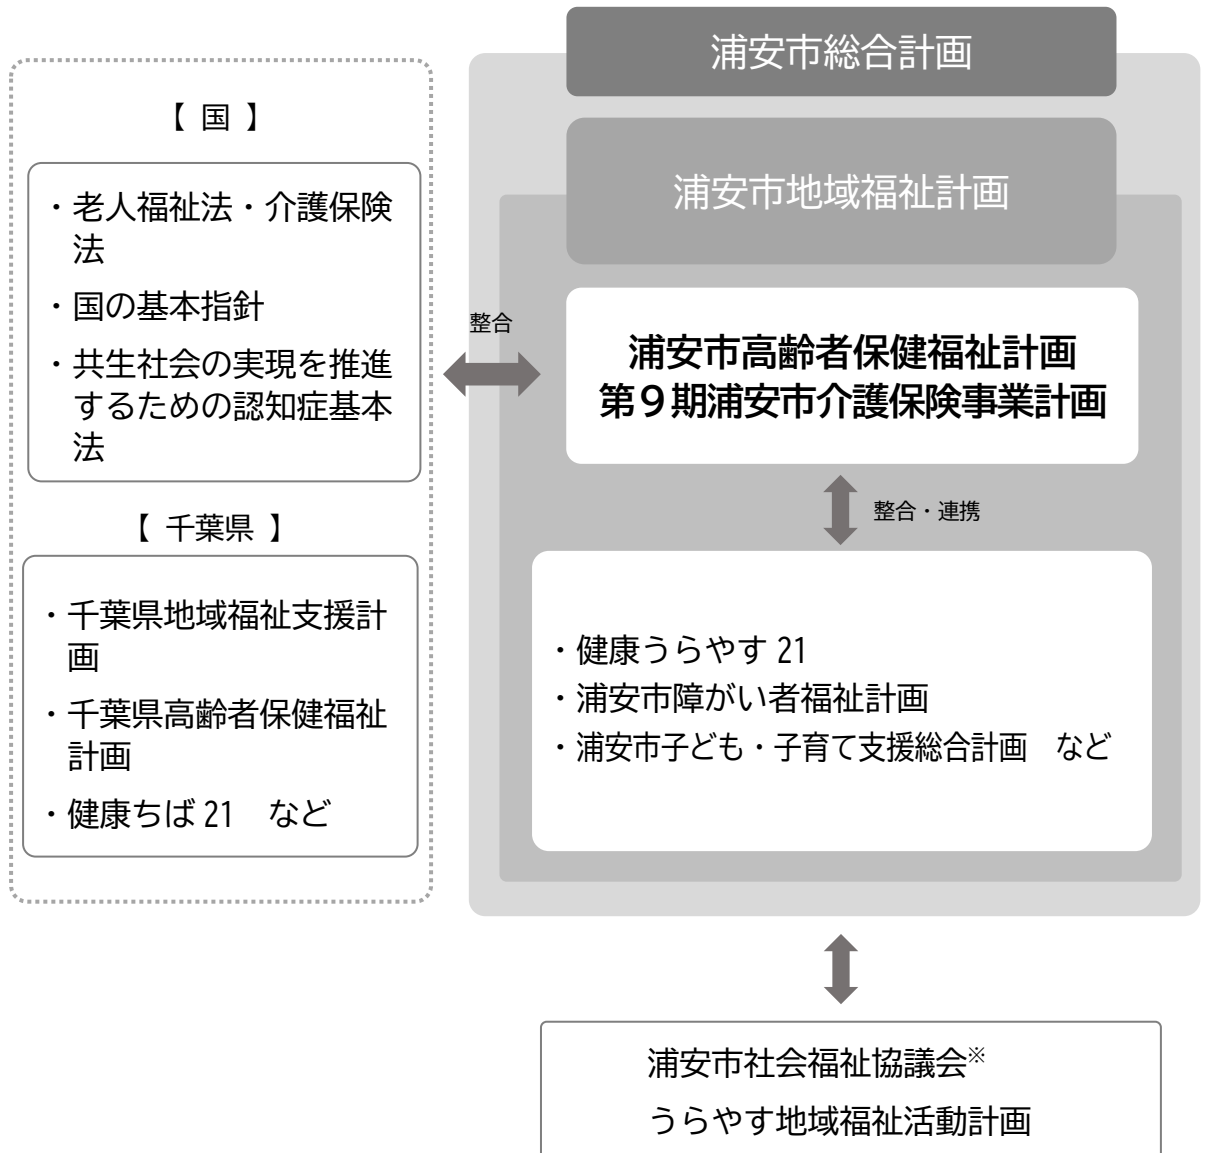 浦安市総合計画
【 国 】
・老人福祉法・介護保険
法
・国の基本指針
・共生社会の実現を推進
するための認知症基本
法
【 千葉県 】
・千葉県地域福祉支援計
画
・千葉県高齢者保健福祉
計画
・健康ちば 21　など
浦安市地域福祉計画
整合
浦安市高齢者保健福祉計画
第９期浦安市介護保険事業計画
整合・連携
・健康うらやす 21
・浦安市障がい者福祉計画
・浦安市子ども・子育て支援総合計画　など
浦安市社会福祉協議会※
うらやす地域福祉活動計画